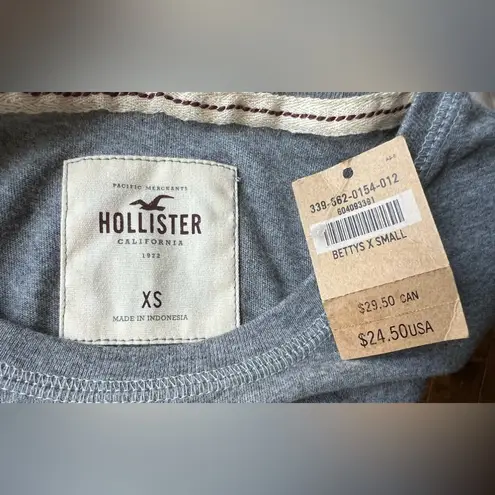 PACIFIC MERCHANTS
HOLLISTER
CALIFORNIA
1922
XS
MADE IN INDONESIA
339-562-0154-012
604083391
BETTYS X SMALL
$29.50 CAN
$24.50USA